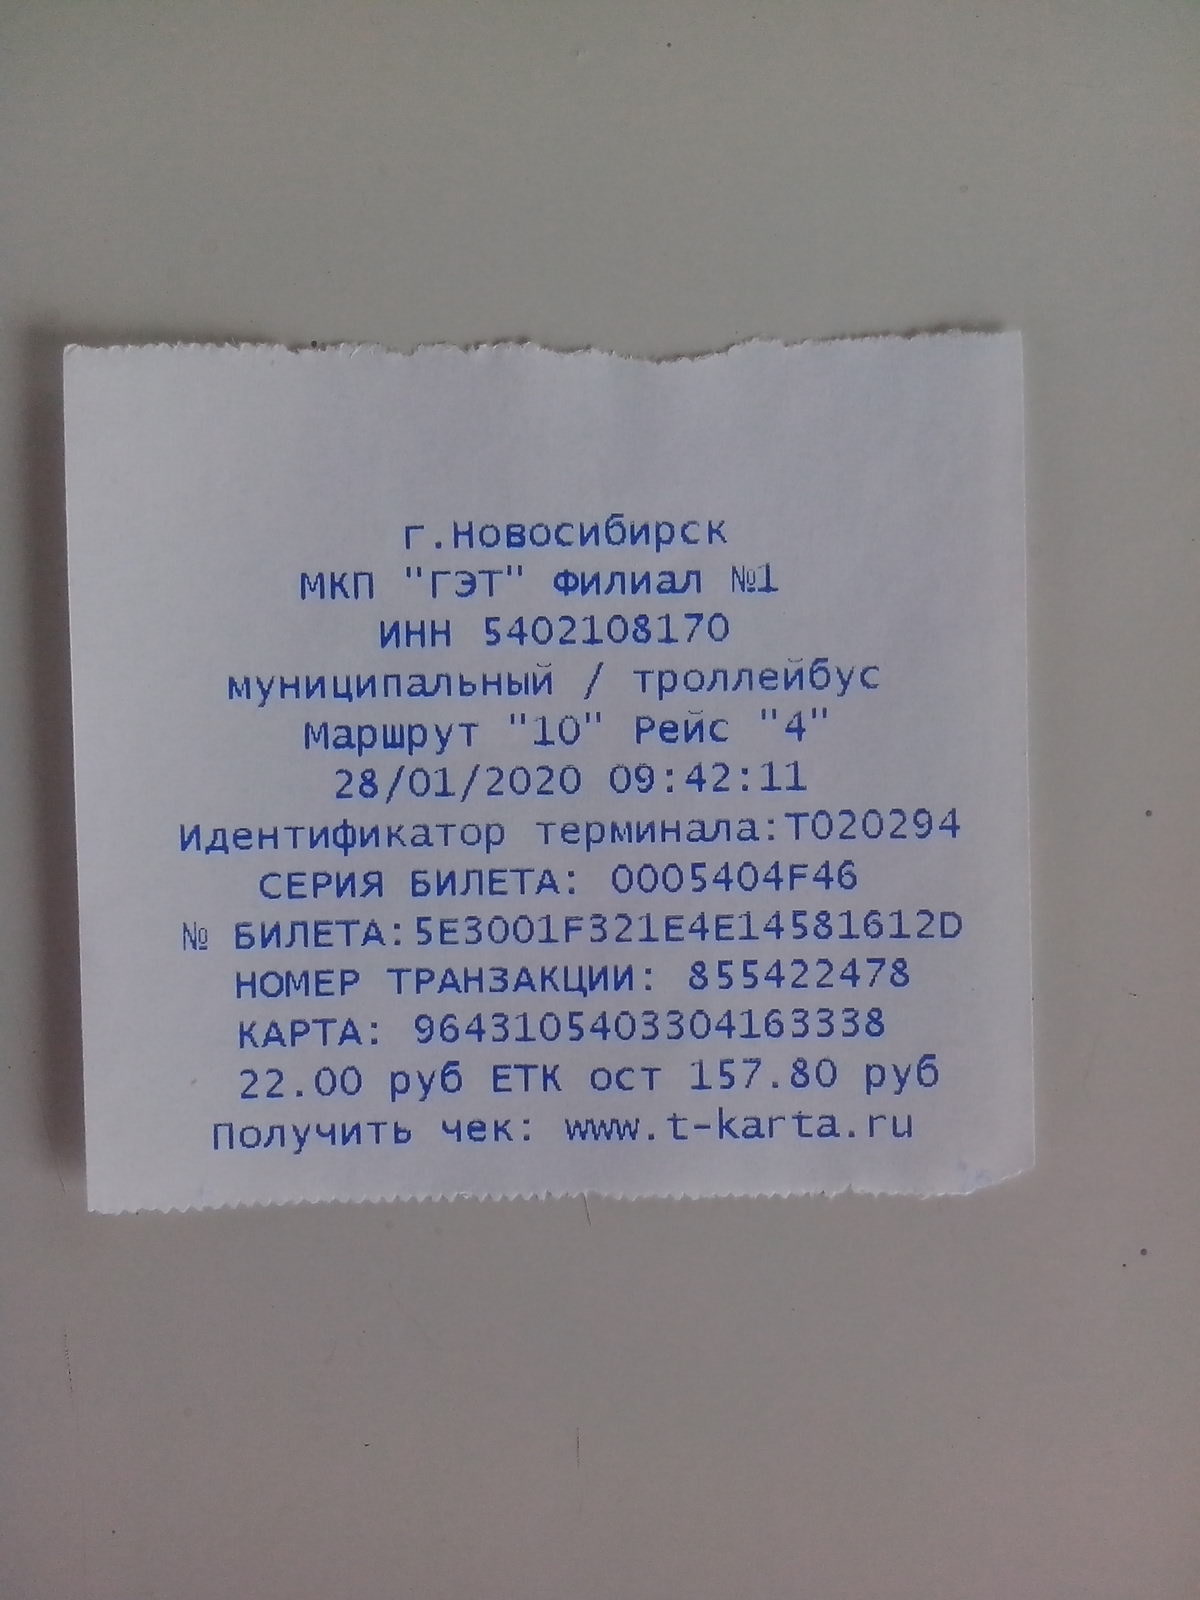 г.Новосибирск
МКП "ГЭТ" Филиал №1
ИНН 5402108170
муниципальный / троллейбус
Маршрут "10" Рейс "4"
28/01/2020 09:42:11
Идентификатор терминала:T020294
СЕРИЯ БИЛЕТА: 0005404F46
№ БИЛЕТА:5E3001F321E4E14581612D
НОМЕР ТРАНЗАКЦИИ: 855422478
КАРТА: 9643105403304163338
22.00 руб ЕТК ост 157.80 руб
Получить чек: www.t-karta.ru